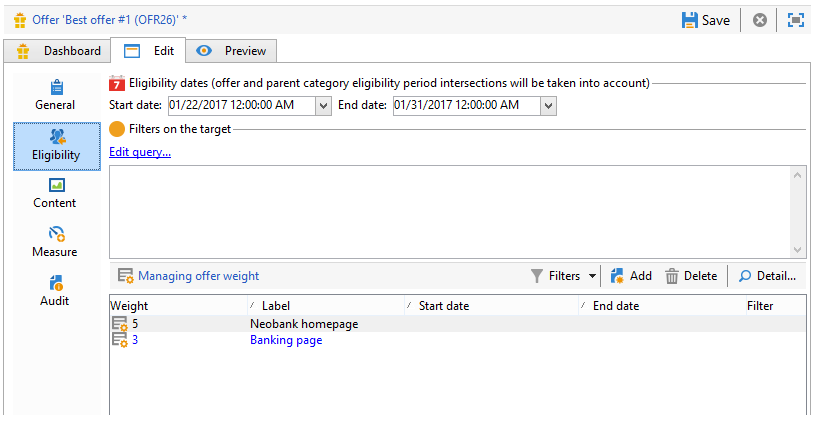 Offer 'Best offer #1 (OFR26)' *
Save
Dashboard
Edit
Preview
General
Eligibility
Content
Measure
Audit
7 Eligibility dates (offer and parent category eligibility period intersections will be taken into account)
Start date: 01/22/2017 12:00:00 AM End date: 01/31/2017 12:00:00 AM
Filters on the target
Edit query...
Managing offer weight Filters Add Delete Detail...
Weight / Label / Start date / End date Filter
5 Neobank homepage
3 Banking page